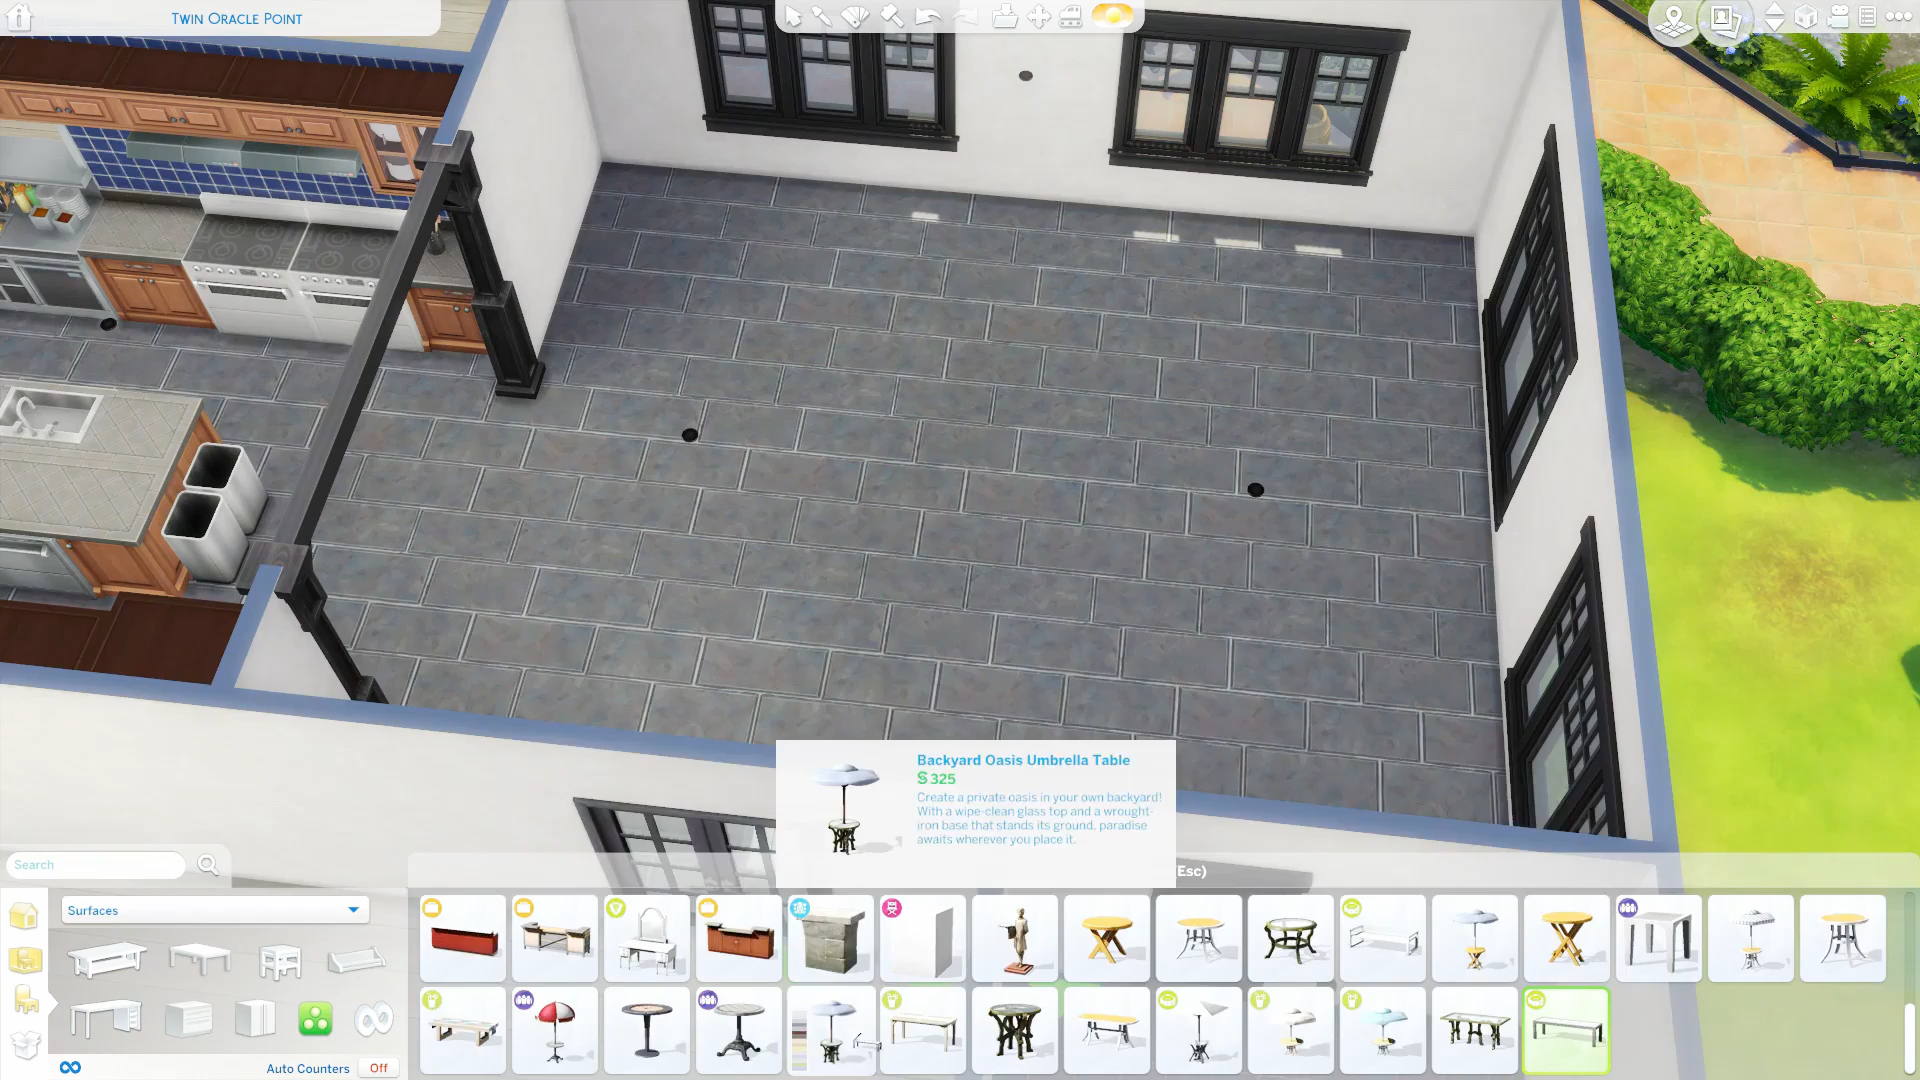 Twin Oracle Point
Backyard Oasis Umbrella Table
§325
Create a private oasis in your own backyard!
With a wipe-clean glass top and a wrought-
iron base that stands its ground, paradise
awaits wherever you place it.
Esc)
Search
Surfaces
Auto Counters
Off